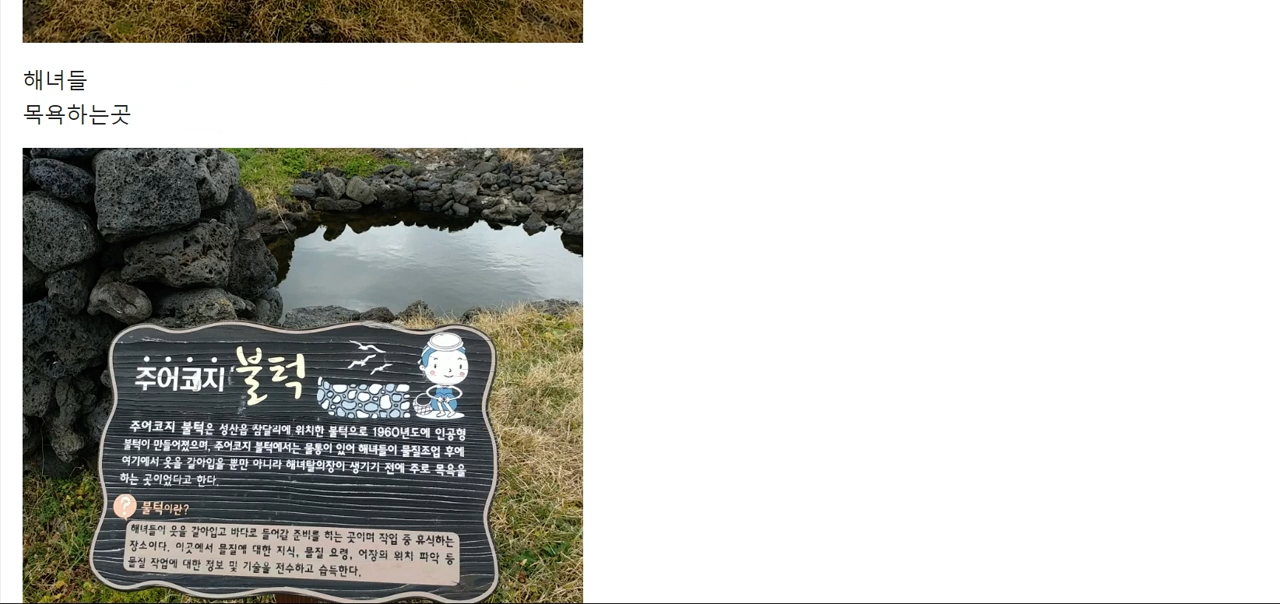 해녀들
목욕하는곳
주어코지 불턱
주어코지 불턱은 성산읍 삼달리에 위치한 불턱으로 1960년도에 인공형
불턱이 만들어졌으며, 주어코지 불턱에서는 물통이 있어 해녀들이 물질조업 후에
여기에서 옷을 갈아입을 뿐만 아니라 해녀탈의장이 생기기 전에 주로 목욕을
하는 곳이었다고 한다.
? 불턱이란?
해녀들이 옷을 갈아입고 바다로 들어갈 준비를 하는 곳이며 작업 중 휴식하는
장소이다. 이곳에서 물질에 대한 지식, 물질 요령, 어장의 위치 파악 등
물질 작업에 대한 정보 및 기술을 전수하고 습득한다.